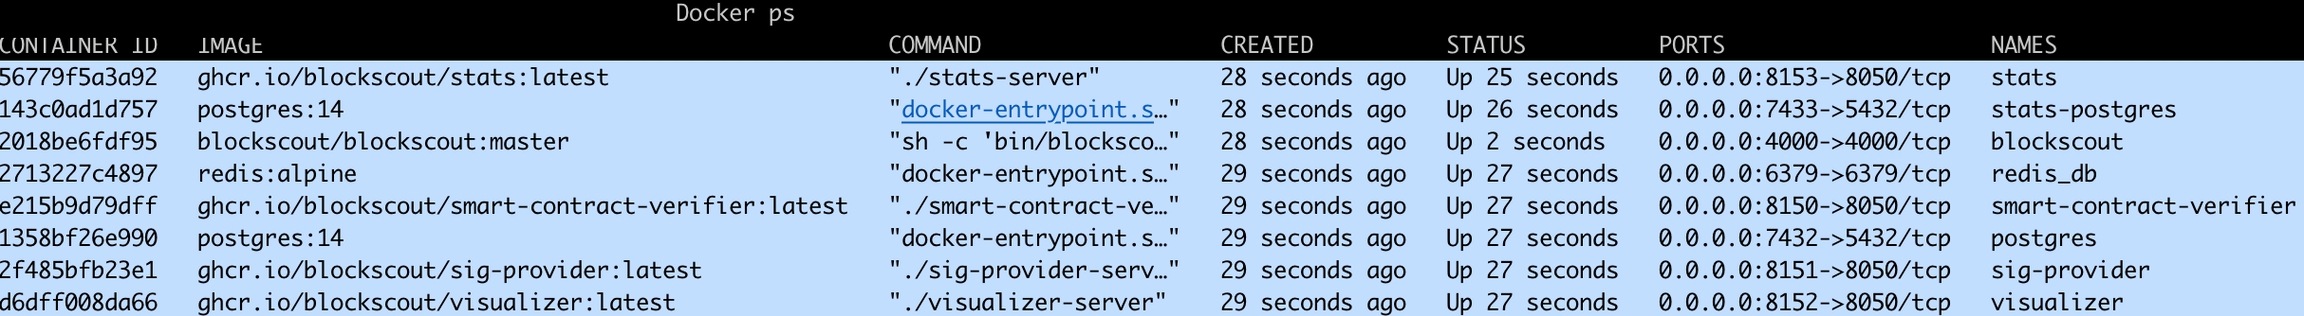 Docker ps
CONTAINER ID IMAGE COMMAND CREATED STATUS PORTS NAMES
56779f5a3a92 ghcr.io/blockscout/stats:latest "./stats-server" 28 seconds ago Up 25 seconds 0.0.0.0:8153->8050/tcp stats
143c0ad1d757 postgres:14 "docker-entrypoint.s…" 28 seconds ago Up 26 seconds 0.0.0.0:7433->5432/tcp stats-postgres
2018be6fdf95 blockscout/blockscout:master "sh -c 'bin/blocksco…" 28 seconds ago Up 2 seconds 0.0.0.0:4000->4000/tcp blockscout
2713227c4897 redis:alpine "docker-entrypoint.s…" 29 seconds ago Up 27 seconds 0.0.0.0:6379->6379/tcp redis_db
e215b9d79dff ghcr.io/blockscout/smart-contract-verifier:latest "./smart-contract-ve…" 29 seconds ago Up 27 seconds 0.0.0.0:8150->8050/tcp smart-contract-verifier
1358bf26e990 postgres:14 "docker-entrypoint.s…" 29 seconds ago Up 27 seconds 0.0.0.0:7432->5432/tcp postgres
2f485bfb23e1 ghcr.io/blockscout/sig-provider:latest "./sig-provider-serv…" 29 seconds ago Up 27 seconds 0.0.0.0:8151->8050/tcp sig-provider
d6dff008da66 ghcr.io/blockscout/visualizer:latest "./visualizer-server" 29 seconds ago Up 27 seconds 0.0.0.0:8152->8050/tcp visualizer